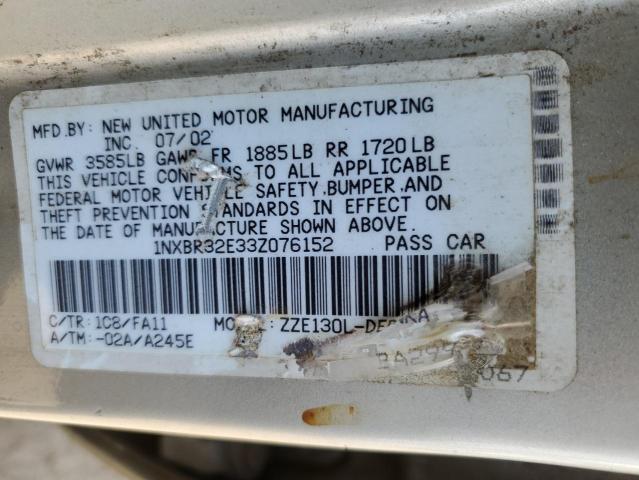 MFD.BY: NEW UNITED MOTOR MANUFACTURING
INC. 07/02
GVWR 3585LB GAWR FR 1885LB RR 1720LB
THIS VEHICLE CONFORMS TO ALL APPLICABLE
FEDERAL MOTOR VEHICLE SAFETY,BUMPER,AND
THEFT PREVENTION STANDARDS IN EFFECT ON
THE DATE OF MANUFACTURE SHOWN ABOVE.
1NXBR32E33Z076152 PASS CAR
C/TR: 1C8/FA11 MODEL:
A/TM: -02A/A245E
067